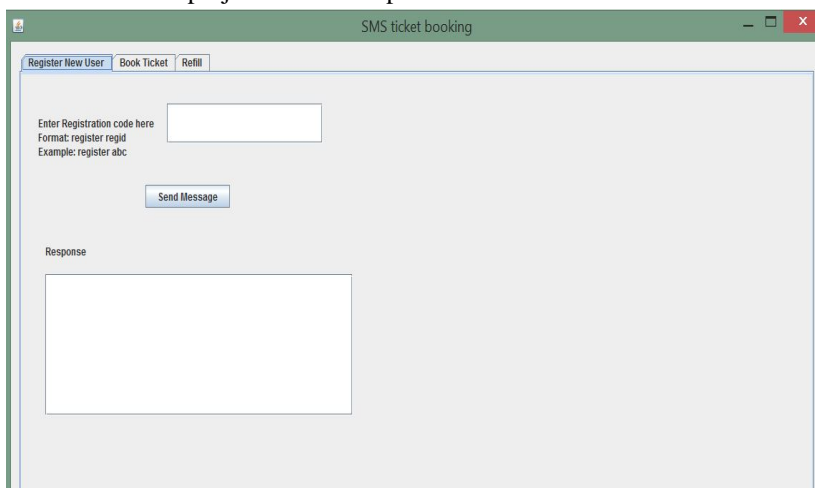 SMS ticket booking
Register New User Book Ticket Refill
Enter Registration code here
Format: register regid
Example: register abc
Send Message
Response